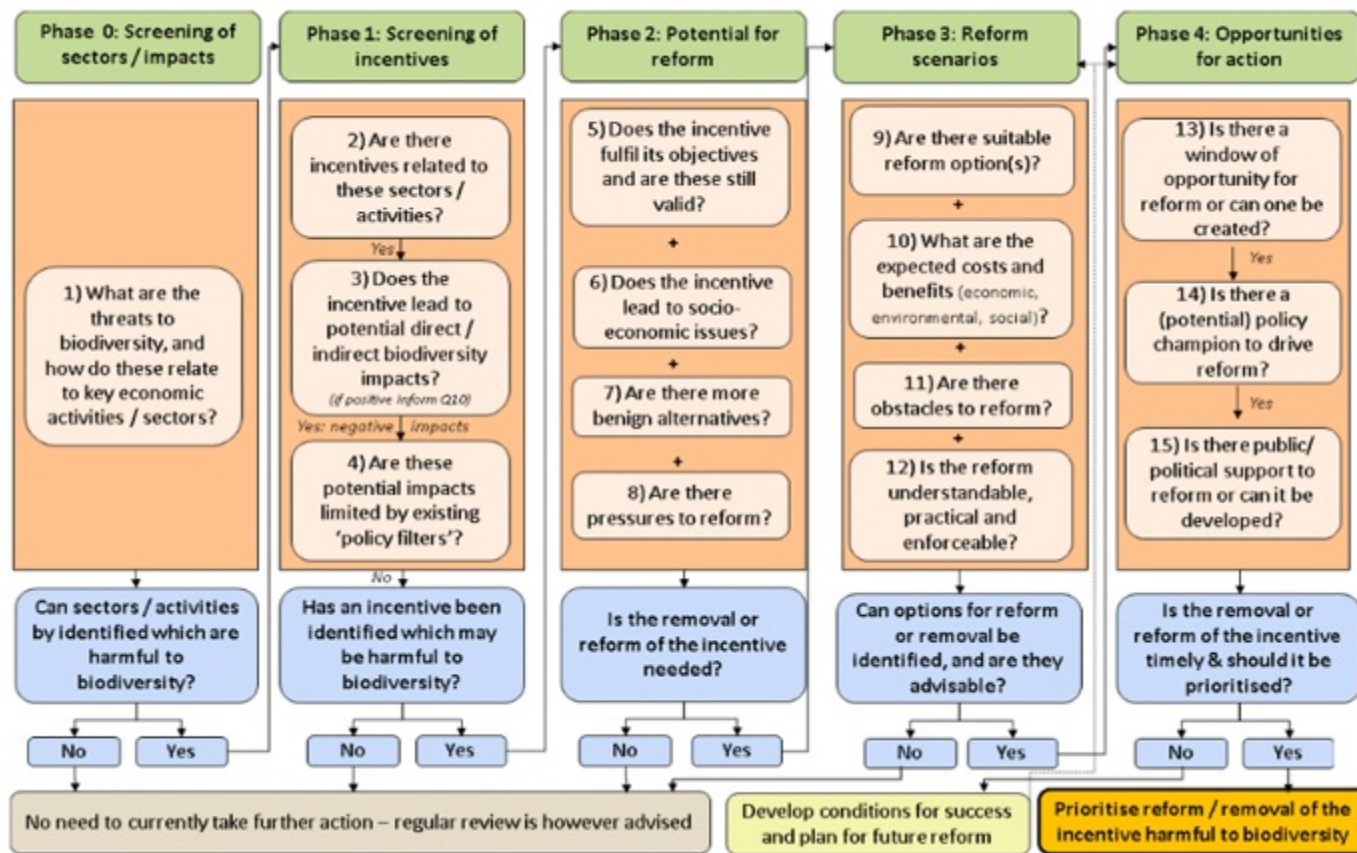 Phase 0: Screening of
sectors / impacts
1) What are the
threats to
biodiversity, and
how do these relate
to key economic
activities / sectors?
Can sectors / activities
by identified which are
harmful to
biodiversity?
No
Yes
Phase 1: Screening of
incentives
2) Are there
incentives related to
these sectors /
activities?
Yes
3) Does the
incentive lead to
potential direct /
indirect biodiversity
impacts?
(if positive inform Q10)
Yes: negative impacts
4) Are these
potential impacts
limited by existing
‘policy filters’?
No
Has an incentive been
identified which may
be harmful to
biodiversity?
No
Yes
Phase 2: Potential for
reform
5) Does the incentive
fulfil its objectives
and are these still
valid?
+
6) Does the incentive
lead to socio-
economic issues?
+
7) Are there more
benign alternatives?
+
8) Are there
pressures to reform?
Is the removal or
reform of the incentive
needed?
No
Yes
Phase 3: Reform
scenarios
9) Are there suitable
reform option(s)?
+
10) What are the
expected costs and
benefits (economic,
environmental, social)?
+
11) Are there
obstacles to reform?
+
12) Is the reform
understandable,
practical and
enforceable?
Can options for reform
or removal be
identified, and are they
advisable?
No
Yes
Phase 4: Opportunities
for action
13) Is there a
window of
opportunity for
reform or can one be
created?
Yes
14) Is there a
(potential) policy
champion to drive
reform?
Yes
15) Is there public/
political support to
reform or can it be
developed?
Is the removal or
reform of the incentive
timely & should it be
prioritised?
No
Yes
No need to currently take further action – regular review is however advised
Develop conditions for success
and plan for future reform
Prioritise reform / removal of the
incentive harmful to biodiversity